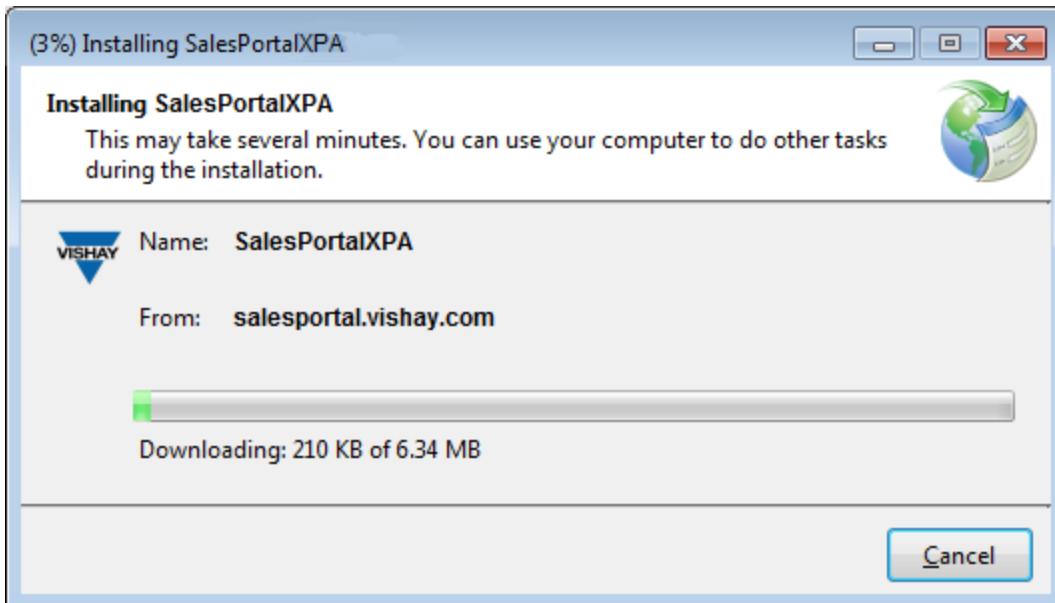 (3%) Installing SalesPortalXPA
Installing SalesPortalXPA
This may take several minutes. You can use your computer to do other tasks
during the installation.
VISHAY
Name: SalesPortalXPA
From: salesportal.vishay.com
Downloading: 210 KB of 6.34 MB
Cancel